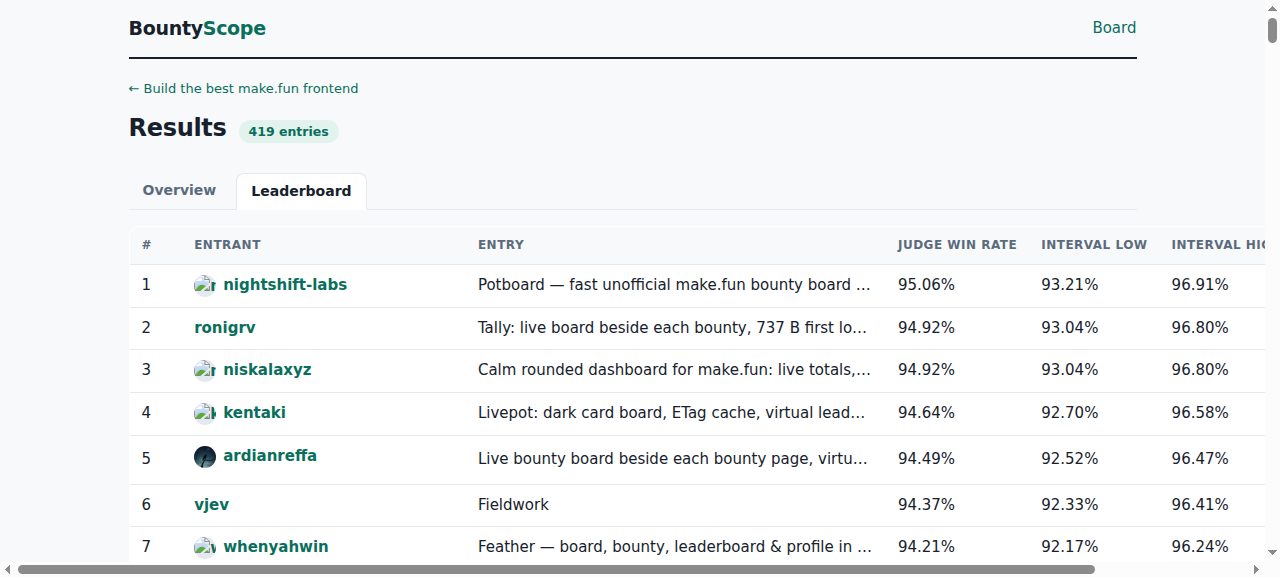 BountyScope Board
← Build the best make.fun frontend
Results 419 entries
Overview Leaderboard
# ENTRANT ENTRY JUDGE WIN RATE INTERVAL LOW INTERVAL HIG
1 nightshift-labs Potboard — fast unofficial make.fun bounty board ... 95.06% 93.21% 96.91%
2 ronigrv Tally: live board beside each bounty, 737 B first lo... 94.92% 93.04% 96.80%
3 niskalaxyz Calm rounded dashboard for make.fun: live totals,... 94.92% 93.04% 96.80%
4 kentaki Livepot: dark card board, ETag cache, virtual lead... 94.64% 92.70% 96.58%
5 ardianreffa Live bounty board beside each bounty page, virtu... 94.49% 92.52% 96.47%
6 vjev Fieldwork 94.37% 92.33% 96.41%
7 whenyahwin Feather — board, bounty, leaderboard & profile in ... 94.21% 92.17% 96.24%